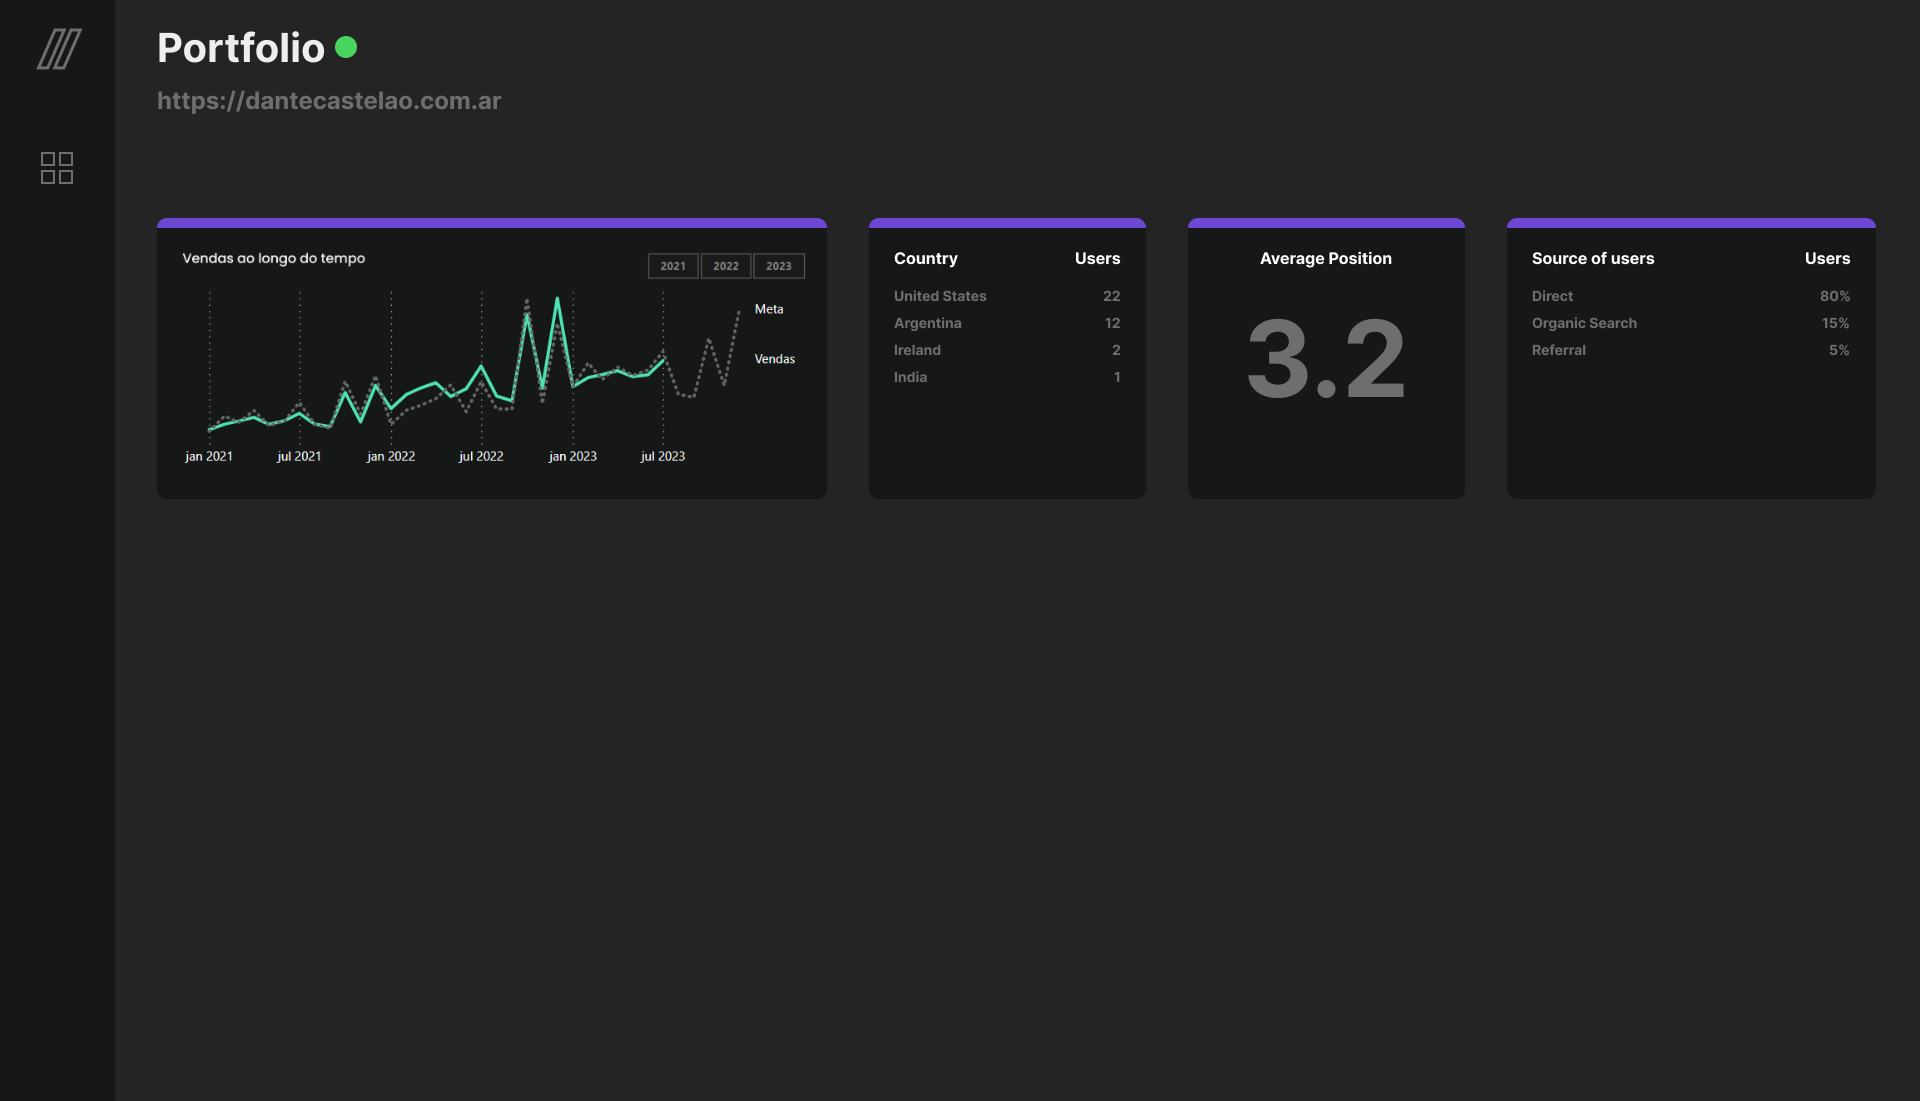 Portfolio
https://dantecastelao.com.ar
Vendas ao longo do tempo
2021 2022 2023
Meta
Vendas
jan 2021 jul 2021 jan 2022 jul 2022 jan 2023 jul 2023
Country Users
United States 22
Argentina 12
Ireland 2
India 1
Average Position
3.2
Source of users Users
Direct 80%
Organic Search 15%
Referral 5%